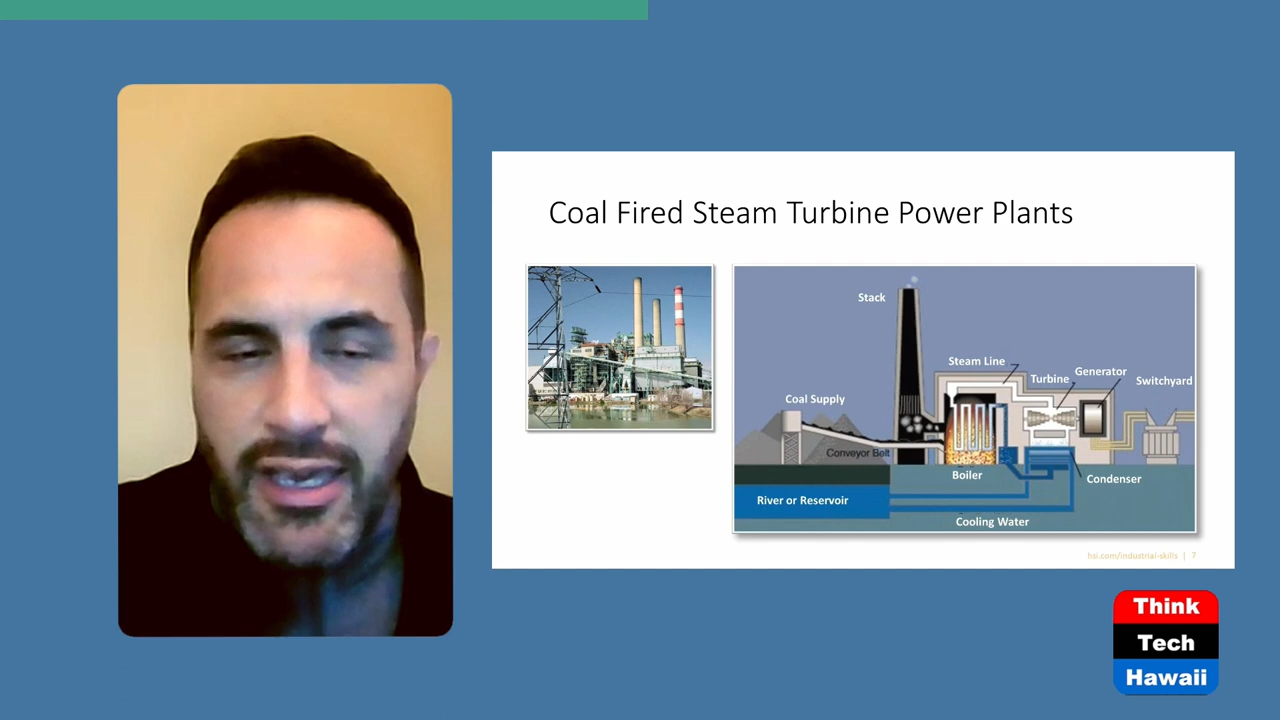 Coal Fired Steam Turbine Power Plants
Stack
Steam Line
Generator
Turbine
Switchyard
Coal Supply
Conveyor Belt
Boiler
Condenser
River or Reservoir
Cooling Water
hsi.com/industrial-skills | 7
Think
Tech
Hawaii